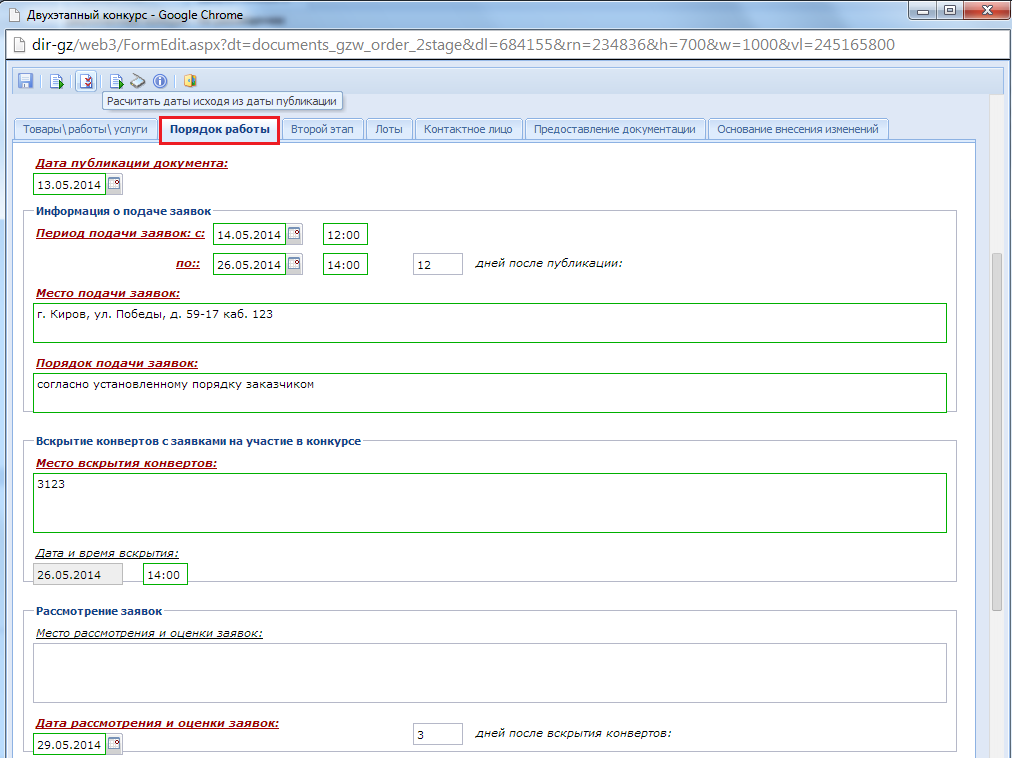 Двухэтапный конкурс - Google Chrome
dir-gz/web3/FormEdit.aspx?dt=documents_gzw_order_2stage&dl=684155&rn=234836&h=700&w=1000&vl=245165800
Расчитать даты исходя из даты публикации
Товары\работы\услуги Порядок работы Второй этап Лоты Контактное лицо Предоставление документации Основание внесения изменений
Дата публикации документа:
13.05.2014
Информация о подаче заявок
Период подачи заявок: с: 14.05.2014 12:00
по:: 26.05.2014 14:00 12 дней после публикации:
Место подачи заявок:
г. Киров, ул. Победы, д. 59-17 каб. 123
Порядок подачи заявок:
согласно установленному порядку заказчиком
Вскрытие конвертов с заявками на участие в конкурсе
Место вскрытия конвертов:
3123
Дата и время вскрытия:
26.05.2014 14:00
Рассмотрение заявок
Место рассмотрения и оценки заявок:
Дата рассмотрения и оценки заявок:
29.05.2014 3 дней после вскрытия конвертов: